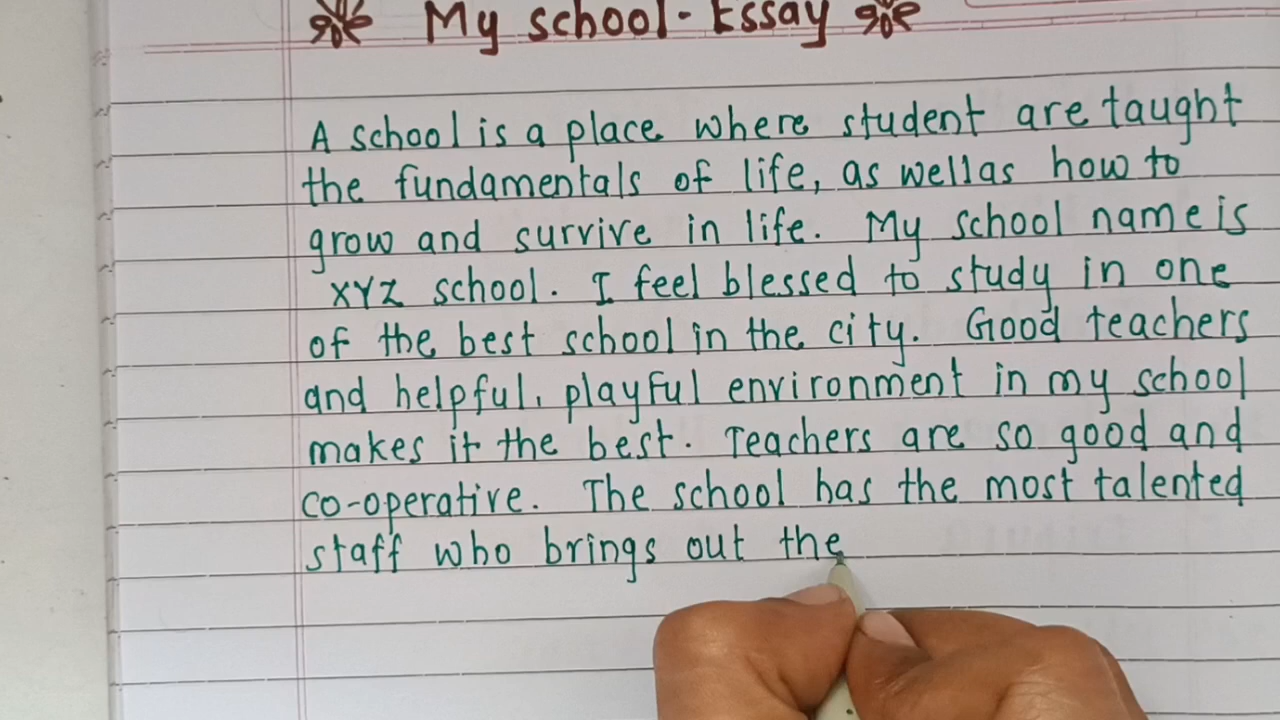 My school - Essay
A school is a place where student are taught
the fundamentals of life, as wellas how to
grow and survive in life. My school name is
XYZ school. I feel blessed to study in one
of the best school in the city. Good teachers
and helpful, playful environment in my school
makes it the best. Teachers are so good and
co-operative. The school has the most talented
staff who brings out the